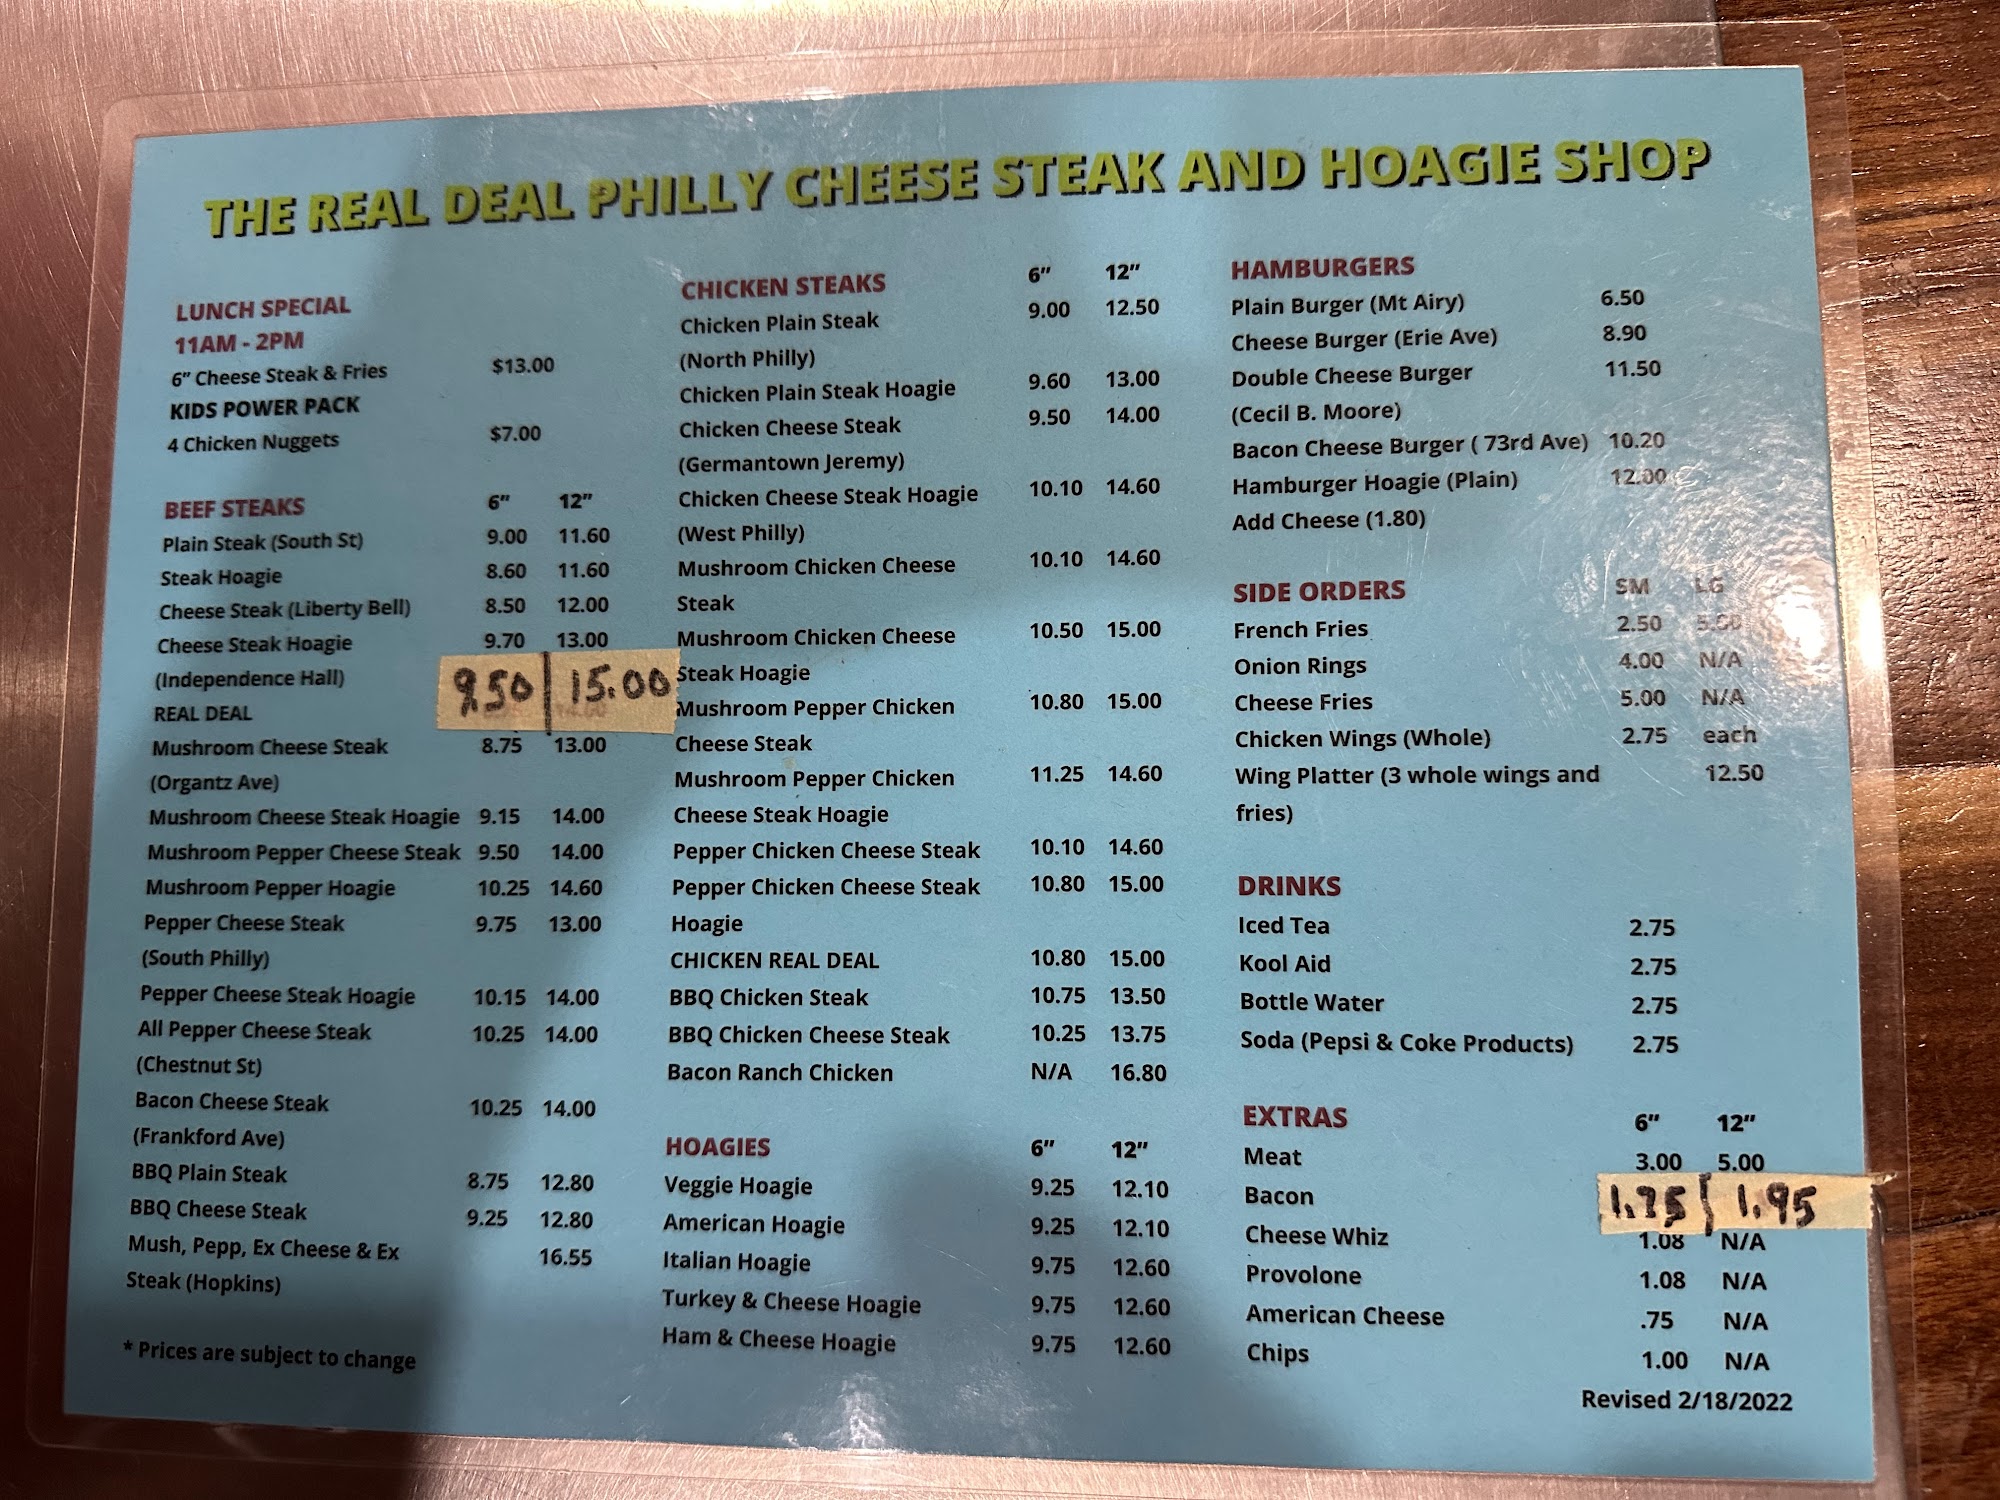 THE REAL DEAL PHILLY CHEESE STEAK AND HOAGIE SHOP
LUNCH SPECIAL
11AM - 2PM
6" Cheese Steak & Fries $13.00
KIDS POWER PACK
4 Chicken Nuggets $7.00
BEEF STEAKS 6" 12"
Plain Steak (South St) 9.00 11.60
Steak Hoagie 8.60 11.60
Cheese Steak (Liberty Bell) 8.50 12.00
Cheese Steak Hoagie 9.70 13.00
(Independence Hall)
REAL DEAL 9.50 | 15.00
Mushroom Cheese Steak 8.75 13.00
(Organtz Ave)
Mushroom Cheese Steak Hoagie 9.15 14.00
Mushroom Pepper Cheese Steak 9.50 14.00
Mushroom Pepper Hoagie 10.25 14.60
Pepper Cheese Steak 9.75 13.00
(South Philly)
Pepper Cheese Steak Hoagie 10.15 14.00
All Pepper Cheese Steak 10.25 14.00
(Chestnut St)
Bacon Cheese Steak 10.25 14.00
(Frankford Ave)
BBQ Plain Steak 8.75 12.80
BBQ Cheese Steak 9.25 12.80
Mush, Pepp, Ex Cheese & Ex 16.55
Steak (Hopkins)
* Prices are subject to change
CHICKEN STEAKS 6" 12"
Chicken Plain Steak 9.00 12.50
(North Philly)
Chicken Plain Steak Hoagie 9.60 13.00
Chicken Cheese Steak 9.50 14.00
(Germantown Jeremy)
Chicken Cheese Steak Hoagie 10.10 14.60
(West Philly)
Mushroom Chicken Cheese 10.10 14.60
Steak
Mushroom Chicken Cheese 10.50 15.00
Steak Hoagie
Mushroom Pepper Chicken 10.80 15.00
Cheese Steak
Mushroom Pepper Chicken 11.25 14.60
Cheese Steak Hoagie
Pepper Chicken Cheese Steak 10.10 14.60
Pepper Chicken Cheese Steak 10.80 15.00
Hoagie
CHICKEN REAL DEAL 10.80 15.00
BBQ Chicken Steak 10.75 13.50
BBQ Chicken Cheese Steak 10.25 13.75
Bacon Ranch Chicken N/A 16.80
HOAGIES 6" 12"
Veggie Hoagie 9.25 12.10
American Hoagie 9.25 12.10
Italian Hoagie 9.75 12.60
Turkey & Cheese Hoagie 9.75 12.60
Ham & Cheese Hoagie 9.75 12.60
HAMBURGERS
Plain Burger (Mt Airy) 6.50
Cheese Burger (Erie Ave) 8.90
Double Cheese Burger 11.50
(Cecil B. Moore)
Bacon Cheese Burger ( 73rd Ave) 10.20
Hamburger Hoagie (Plain) 12.00
Add Cheese (1.80)
SIDE ORDERS SM LG
French Fries 2.50
Onion Rings 4.00 N/A
Cheese Fries 5.00 N/A
Chicken Wings (Whole) 2.75 each
Wing Platter (3 whole wings and 12.50
fries)
DRINKS
Iced Tea 2.75
Kool Aid 2.75
Bottle Water 2.75
Soda (Pepsi & Coke Products) 2.75
EXTRAS 6" 12"
Meat 3.00 5.00
Bacon 1.75 | 1.95
Cheese Whiz 1.08 N/A
Provolone 1.08 N/A
American Cheese .75 N/A
Chips 1.00 N/A
Revised 2/18/2022